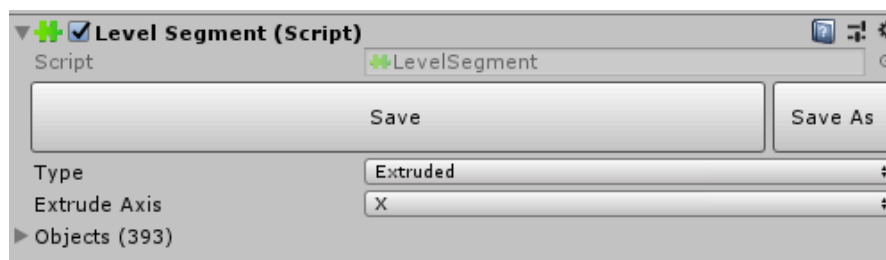 Level Segment (Script)
Script LevelSegment
Save Save As
Type Extruded
Extrude Axis X
Objects (393)